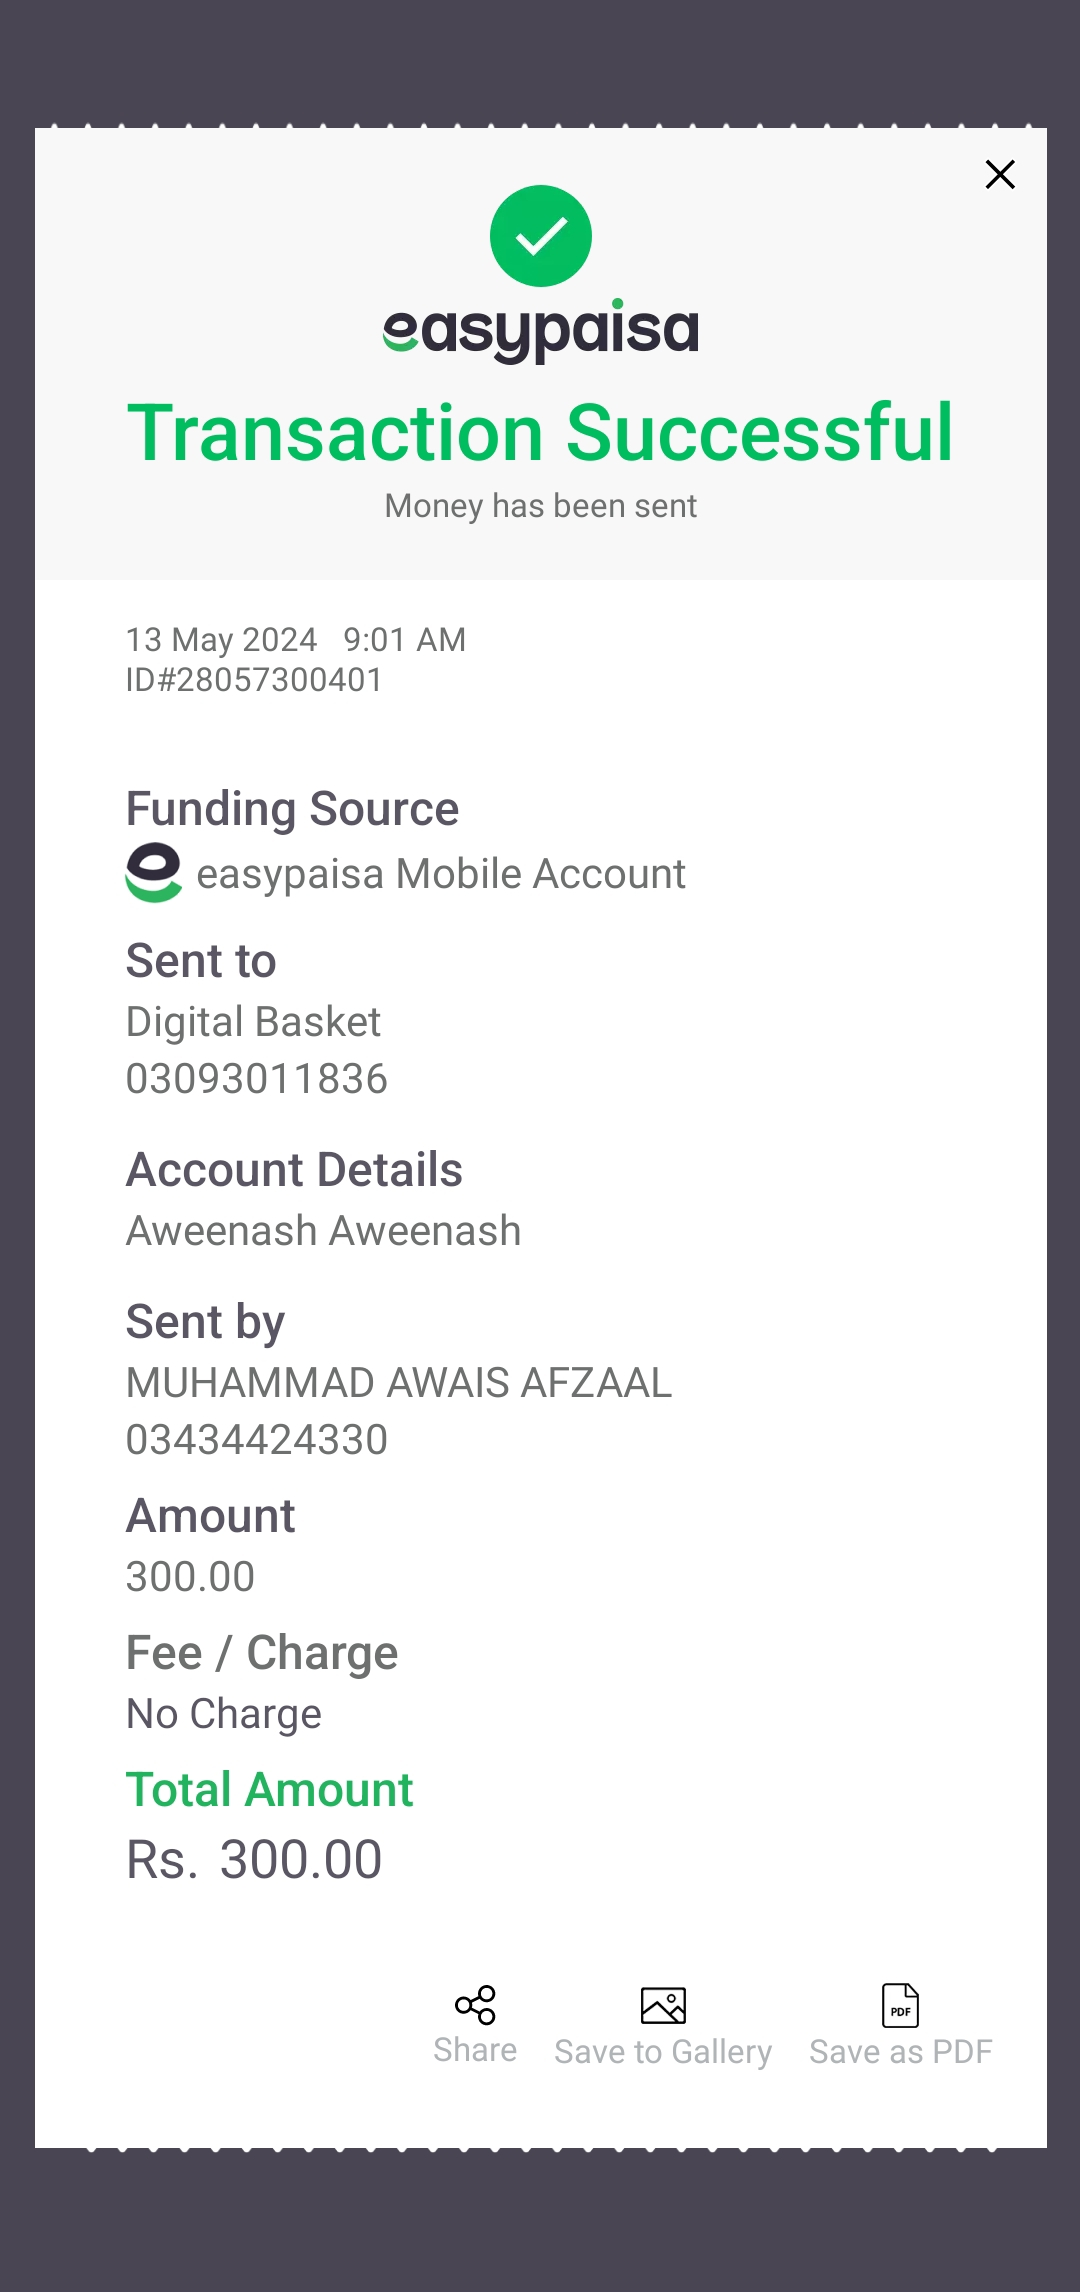 easypaisa
Transaction Successful
Money has been sent
13 May 2024 9:01 AM
ID#28057300401
Funding Source
easypaisa Mobile Account
Sent to
Digital Basket
03093011836
Account Details
Aweenash Aweenash
Sent by
MUHAMMAD AWAIS AFZAAL
03434424330
Amount
300.00
Fee / Charge
No Charge
Total Amount
Rs. 300.00
PDF
Share Save to Gallery Save as PDF